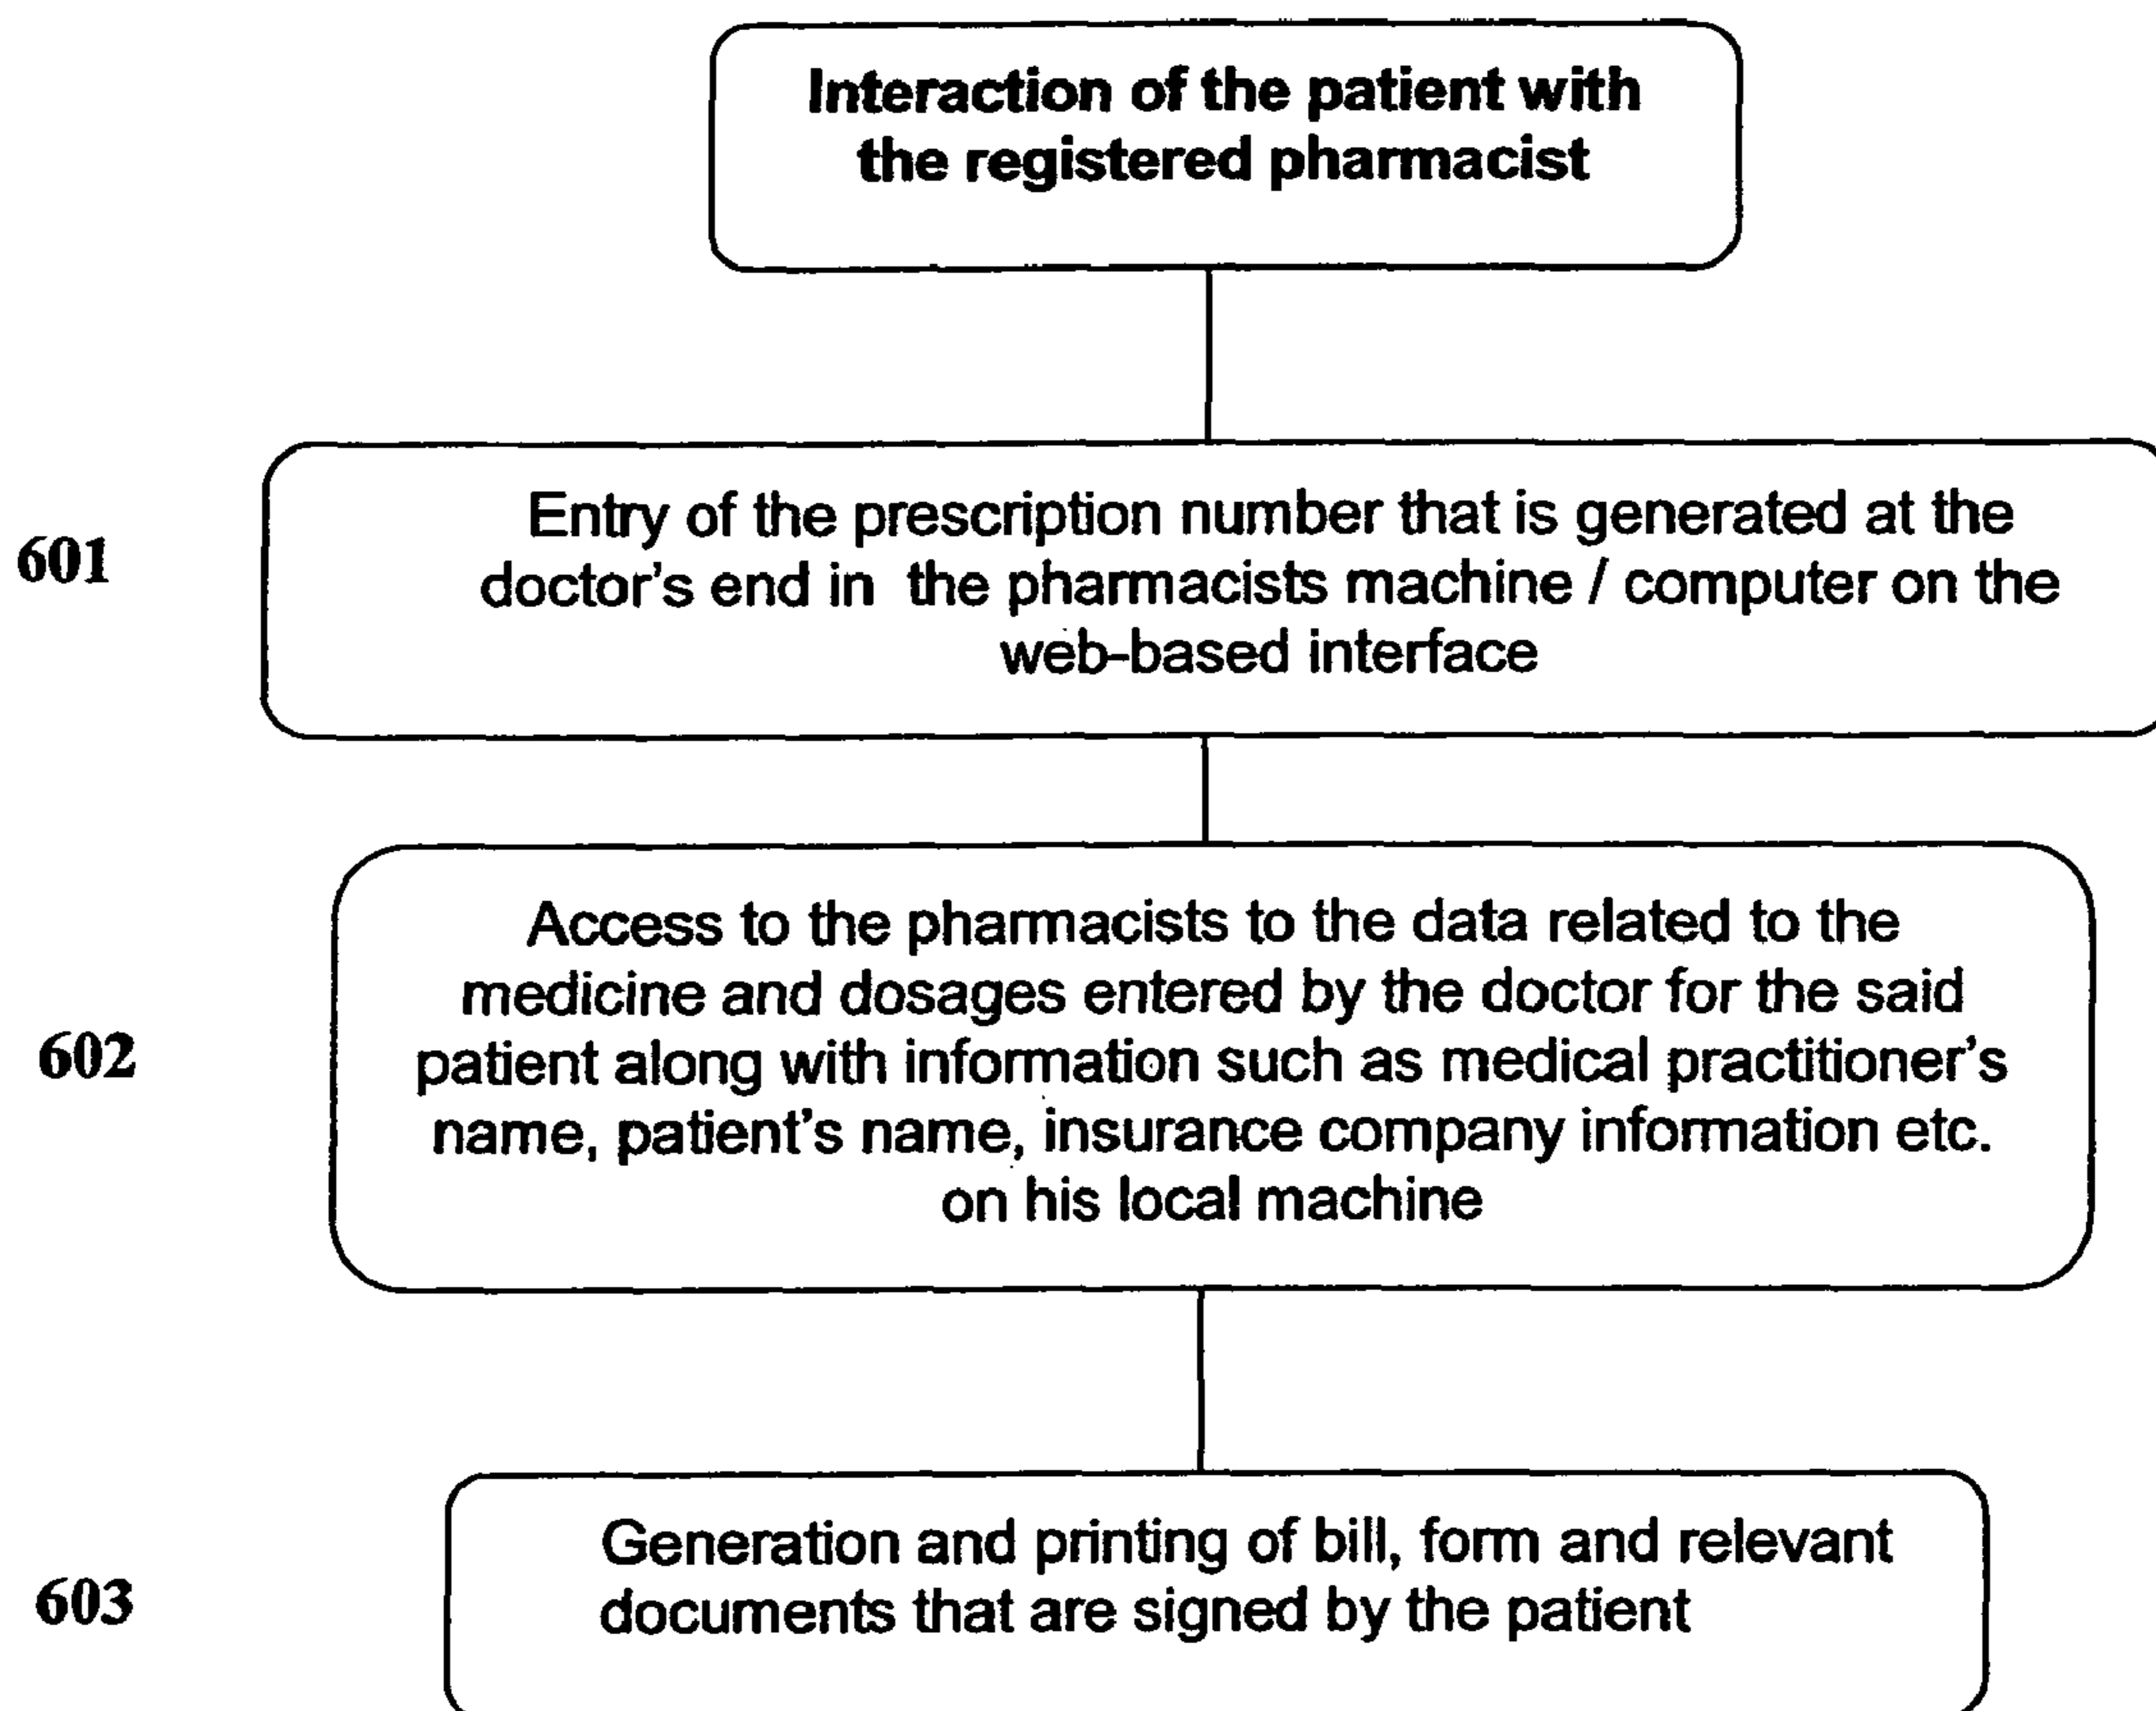 Interaction of the patient with
the registered pharmacist
601
Entry of the prescription number that is generated at the
doctor's end in the pharmacists machine / computer on the
web-based interface
602
Access to the pharmacists to the data related to the
medicine and dosages entered by the doctor for the said
patient along with information such as medical practitioner's
name, patient's name, insurance company information etc.
on his local machine
603
Generation and printing of bill, form and relevant
documents that are signed by the patient